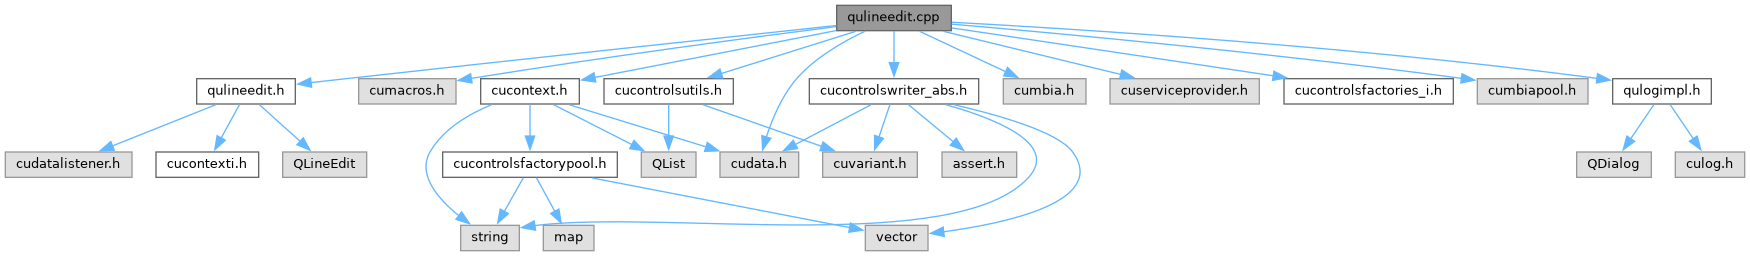 qulineedit.cpp
qulineedit.h
cumacros.h
cucontext.h
cucontrolsutils.h
cucontrolswriter_abs.h
cumbia.h
cuserviceprovider.h
cucontrolsfactories_i.h
cumbiapool.h
qulogimpl.h
cudatalistener.h
cucontexti.h
QLineEdit
cucontrolsfactorypool.h
QList
cudata.h
cuvariant.h
assert.h
QDialog
culog.h
string
map
vector